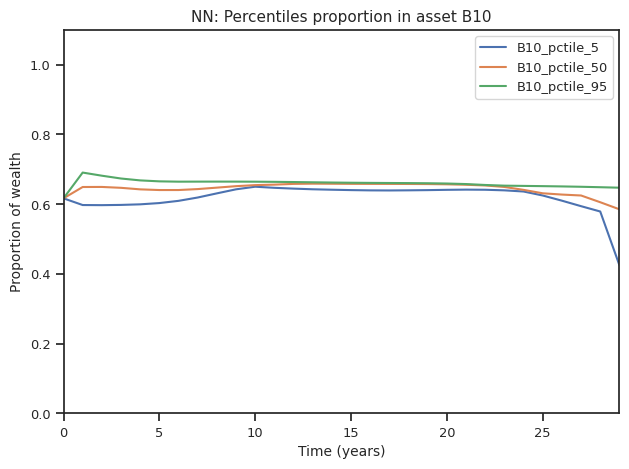 NN: Percentiles proportion in asset B10
B10_pctile_5
B10_pctile_50
B10_pctile_95
Proportion of wealth
1.0
0.8
0.6
0.4
0.2
0.0
0 5 10 15 20 25
Time (years)